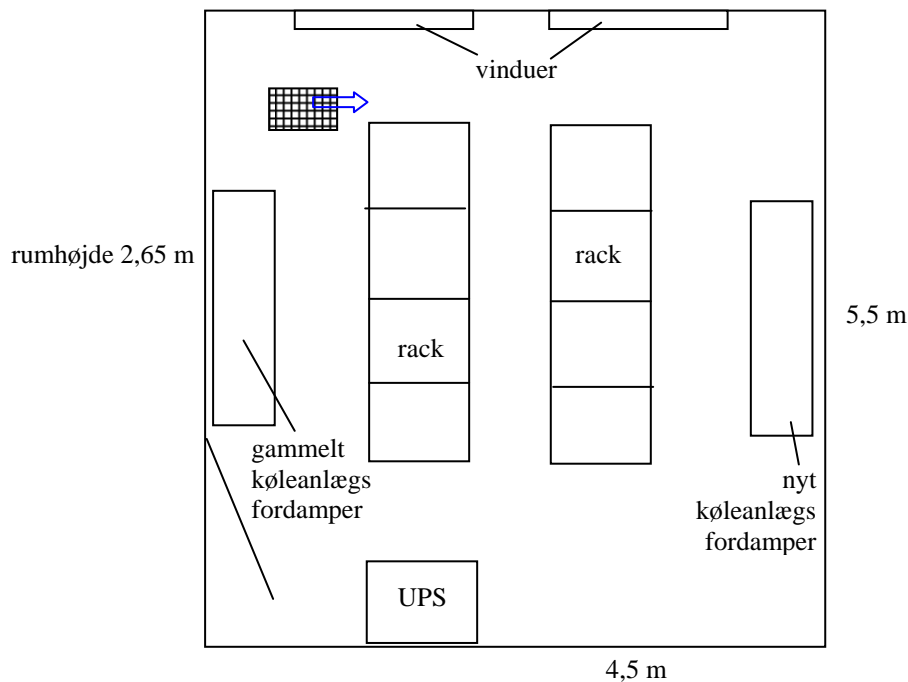 vinduer
rumhøjde 2,65 m
rack
5,5 m
rack
gammelt
køleanlægs
fordamper
nyt
køleanlægs
fordamper
UPS
4,5 m